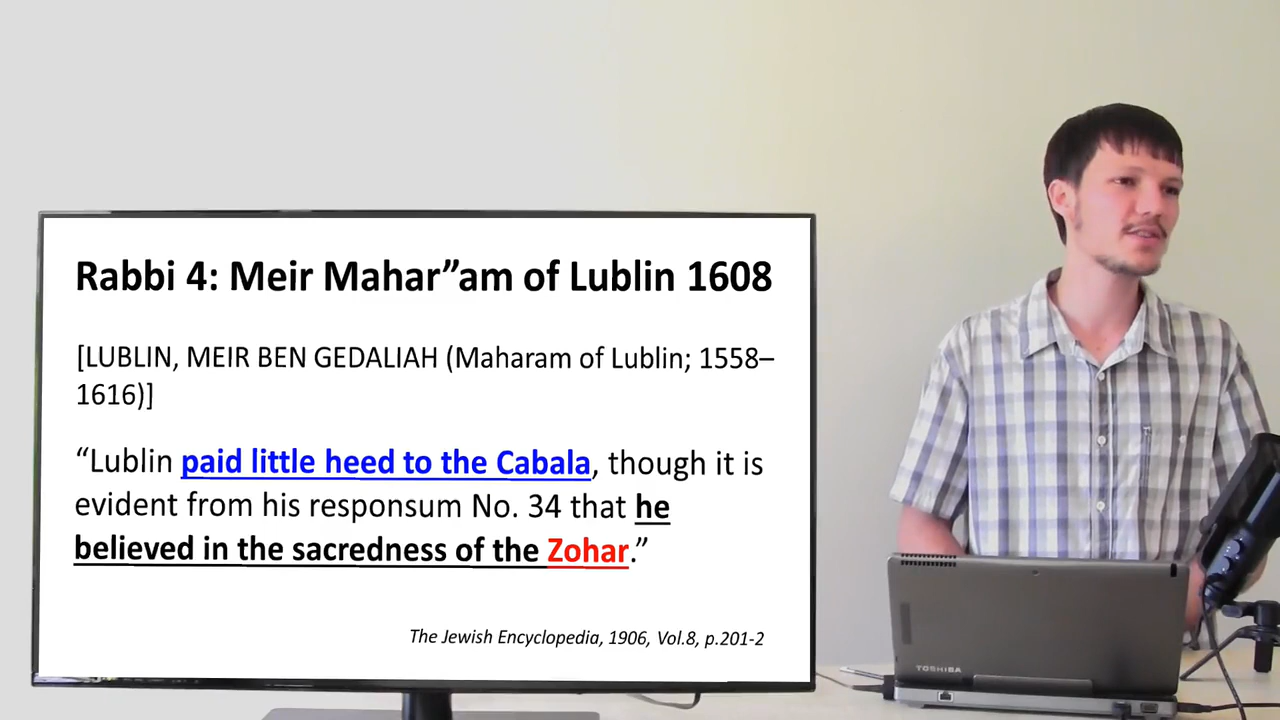 Rabbi 4: Meir Mahar”am of Lublin 1608
[LUBLIN, MEIR BEN GEDALIAH (Maharam of Lublin; 1558–
1616)]
“Lublin paid little heed to the Cabala, though it is
evident from his responsum No. 34 that he
believed in the sacredness of the Zohar.”
The Jewish Encyclopedia, 1906, Vol.8, p.201-2
TOSHIBA